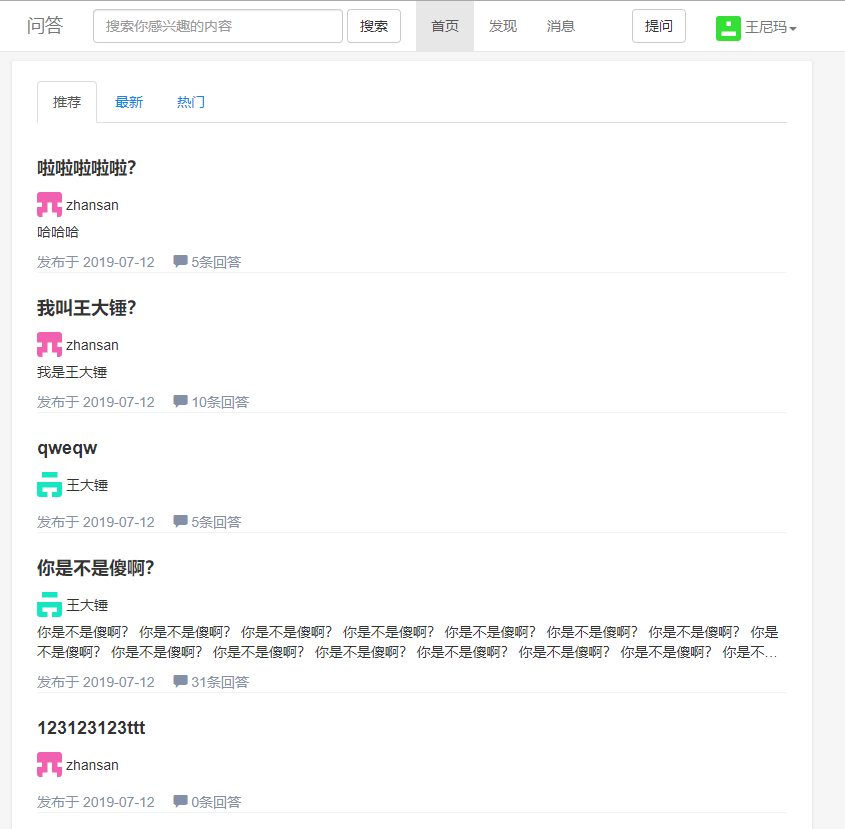 问答 搜索你感兴趣的内容 搜索 首页 发现 消息 提问 王尼玛
推荐 最新 热门
啦啦啦啦啦?
zhansan
哈哈哈
发布于 2019-07-12 5条回答
我叫王大锤?
zhansan
我是王大锤
发布于 2019-07-12 10条回答
qweqw
王大锤
发布于 2019-07-12 5条回答
你是不是傻啊?
王大锤
你是不是傻啊? 你是不是傻啊? 你是不是傻啊? 你是不是傻啊? 你是不是傻啊? 你是不是傻啊? 你是不是傻啊? 你是
不是傻啊? 你是不是傻啊? 你是不是傻啊? 你是不是傻啊? 你是不是傻啊? 你是不是傻啊? 你是不是傻啊? 你是不...
发布于 2019-07-12 31条回答
123123123ttt
zhansan
发布于 2019-07-12 0条回答